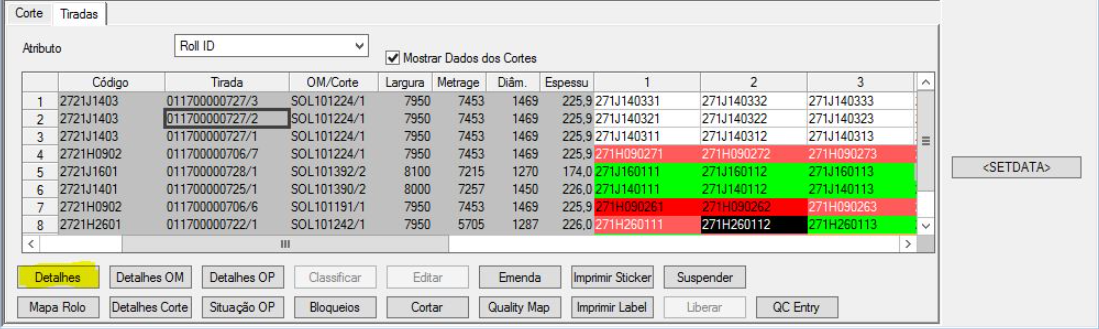 Corte Tiradas
Atributo Roll ID Mostrar Dados dos Cortes
Código Tirada OM/Corte Largura Metrage Diâm. Espessu 1 2 3
1 2721J1403 011700000727/3 SOL101224/1 7950 7453 1469 225,9 271J140331 271J140332 271J140333
2 2721J1403 011700000727/2 SOL101224/1 7950 7453 1469 225,9 271J140321 271J140322 271J140323
3 2721J1403 011700000727/1 SOL101224/1 7950 7453 1469 225,9 271J140311 271J140312 271J140313
4 2721H0902 011700000706/7 SOL101224/1 7950 7453 1469 225,9 271H090271 271H090272 271H090273
5 2721J1601 011700000728/1 SOL101392/2 8100 7215 1270 174,0 271J160111 271J160112 271J160113
<SETDATA>
6 2721J1401 011700000725/1 SOL101390/2 8000 7257 1450 226,0 271J140111 271J140112 271J140113
7 2721H0902 011700000706/6 SOL101191/1 7950 7453 1469 225,9 271H090261 271H090262 271H090263
8 2721H2601 011700000722/1 SOL101242/1 7950 5705 1287 226,0 271H260111 271H260112 271H260113
Detalhes Detalhes OM Detalhes OP Classificar Editar Emenda Imprimir Sticker Suspender
Mapa Rolo Detalhes Corte Situação OP Bloqueios Cortar Quality Map Imprimir Label Liberar QC Entry